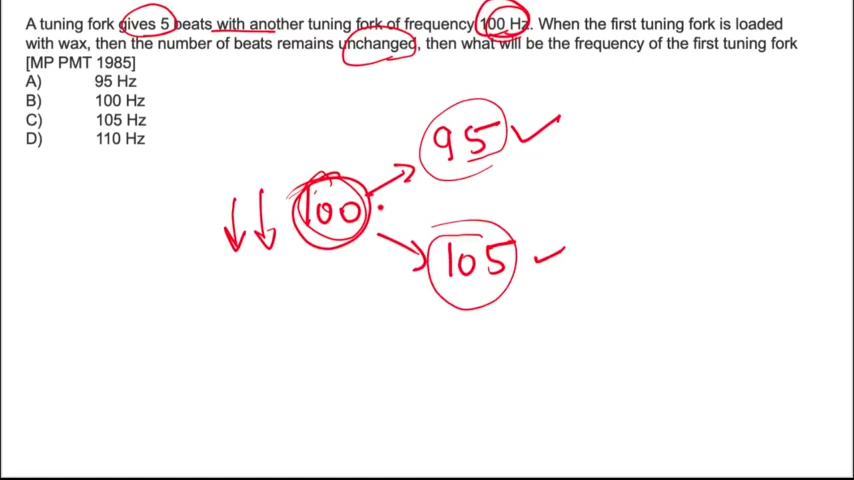 A tuning fork gives 5 beats with another tuning fork of frequency 100 Hz. When the first tuning fork is loaded
with wax, then the number of beats remains unchanged, then what will be the frequency of the first tuning fork
[MP PMT 1985]
A) 95 Hz
B) 100 Hz
C) 105 Hz
D) 110 Hz
95
100
105